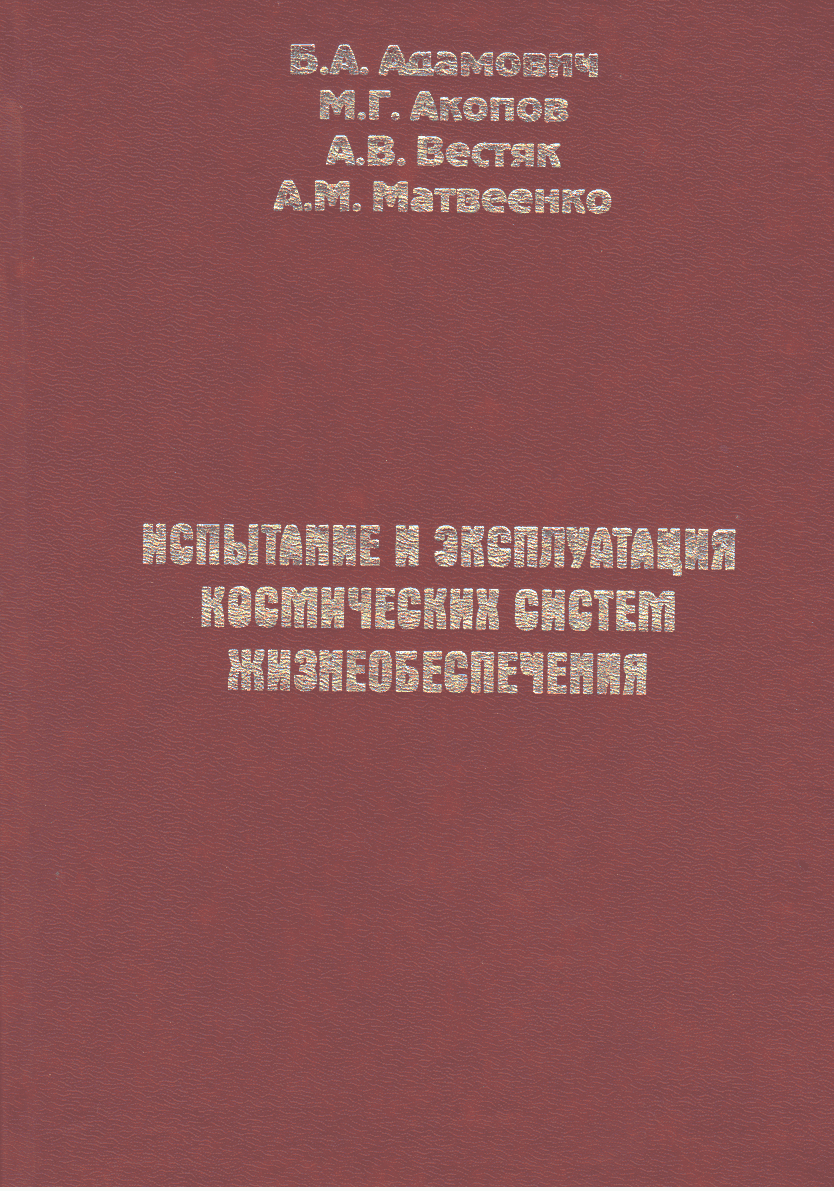 Б.А. Адамович
М.Г. Акопов
А.В. Вестяк
А.М. Матвеенко
ИСПЫТАНИЕ И ЭКСПЛУАТАЦИЯ
КОСМИЧЕСКИХ СИСТЕМ
ЖИЗНЕОБЕСПЕЧЕНИЯ